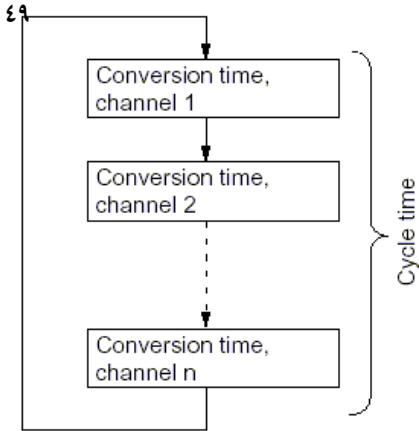 ٤٩
Conversion time,
channel 1
Conversion time,
channel 2
Conversion time,
channel n
Cycle time